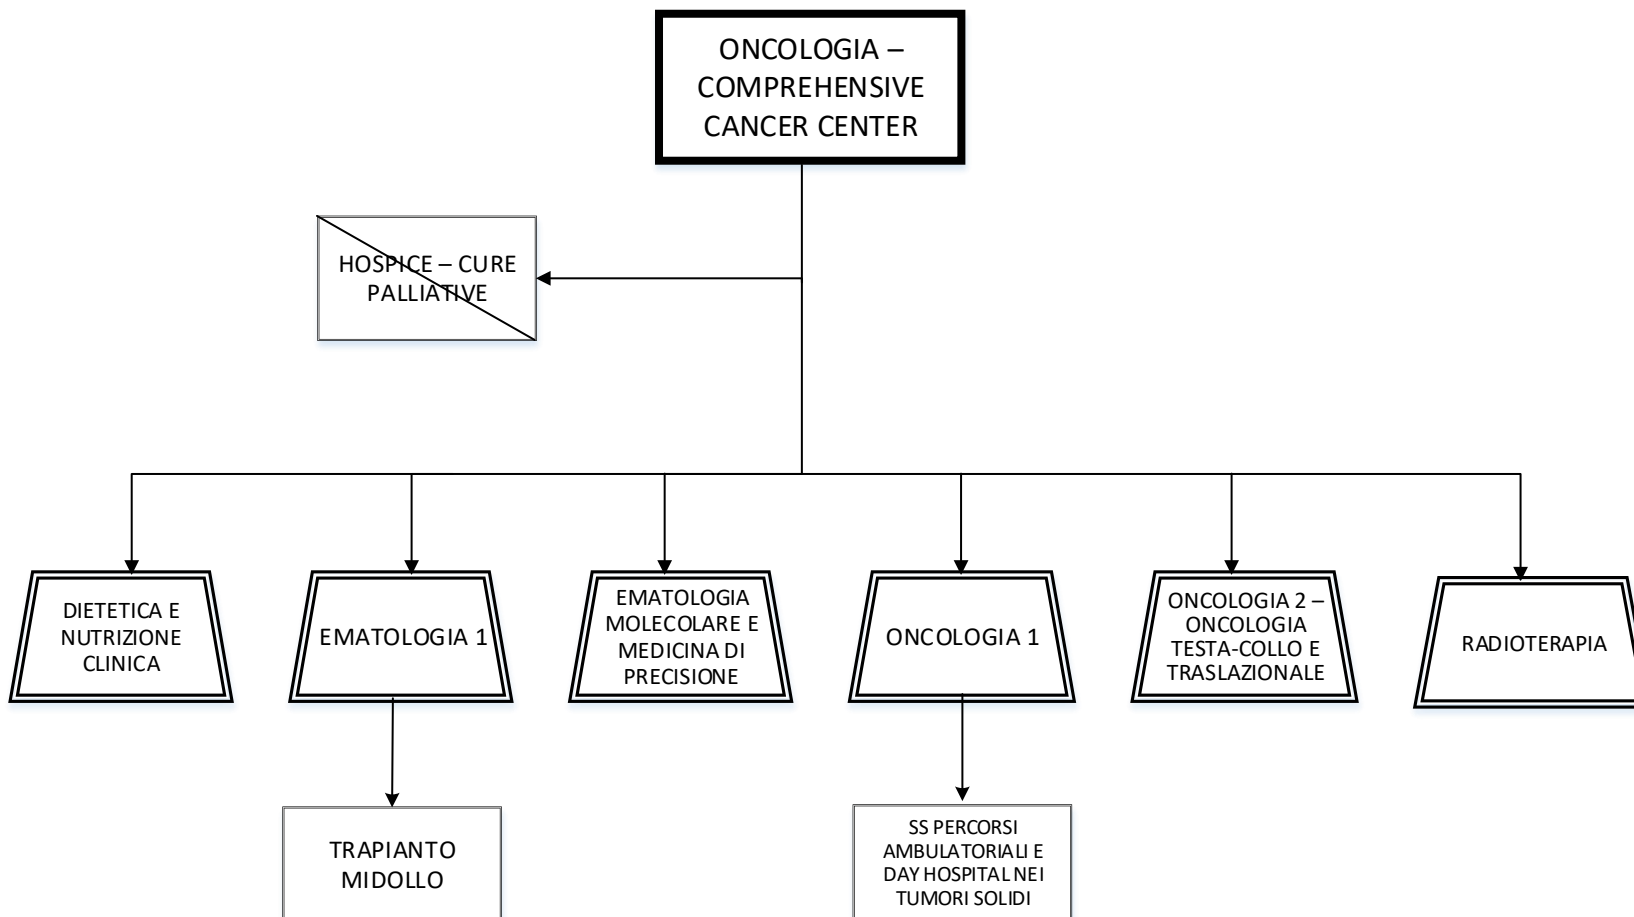 ONCOLOGIA –
COMPREHENSIVE
CANCER CENTER
HOSPICE – CURE
PALLIATIVE
DIETETICA E
NUTRIZIONE
CLINICA
EMATOLOGIA 1
EMATOLOGIA
MOLECOLARE E
MEDICINA DI
PRECISIONE
ONCOLOGIA 1
ONCOLOGIA 2 –
ONCOLOGIA
TESTA-COLLO E
TRASLAZIONALE
RADIOTERAPIA
TRAPIANTO
MIDOLLO
SS PERCORSI
AMBULATORIALI E
DAY HOSPITAL NEI
TUMORI SOLIDI